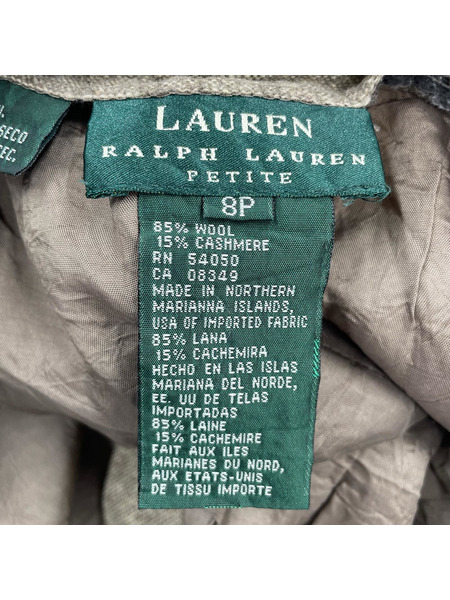 SECO
EC.
LAUREN
RALPH LAUREN
PETITE
8P
85% WOOL
15% CASHMERE
RN 54050
CA 08349
MADE IN NORTHERN
MARIANNA ISLANDS,
USA OF IMPORTED FABRIC
85% LANA
15% CACHEMIRA
HECHO EN LAS ISLAS
MARIANA DEL NORDE,
EE. UU DE TELAS
IMPORTADAS
85% LAINE
15% CACHEMIRE
FAIT AUX ILES
MARIANES DU NORD,
AUX ETATS-UNIS
DE TISSU IMPORTE